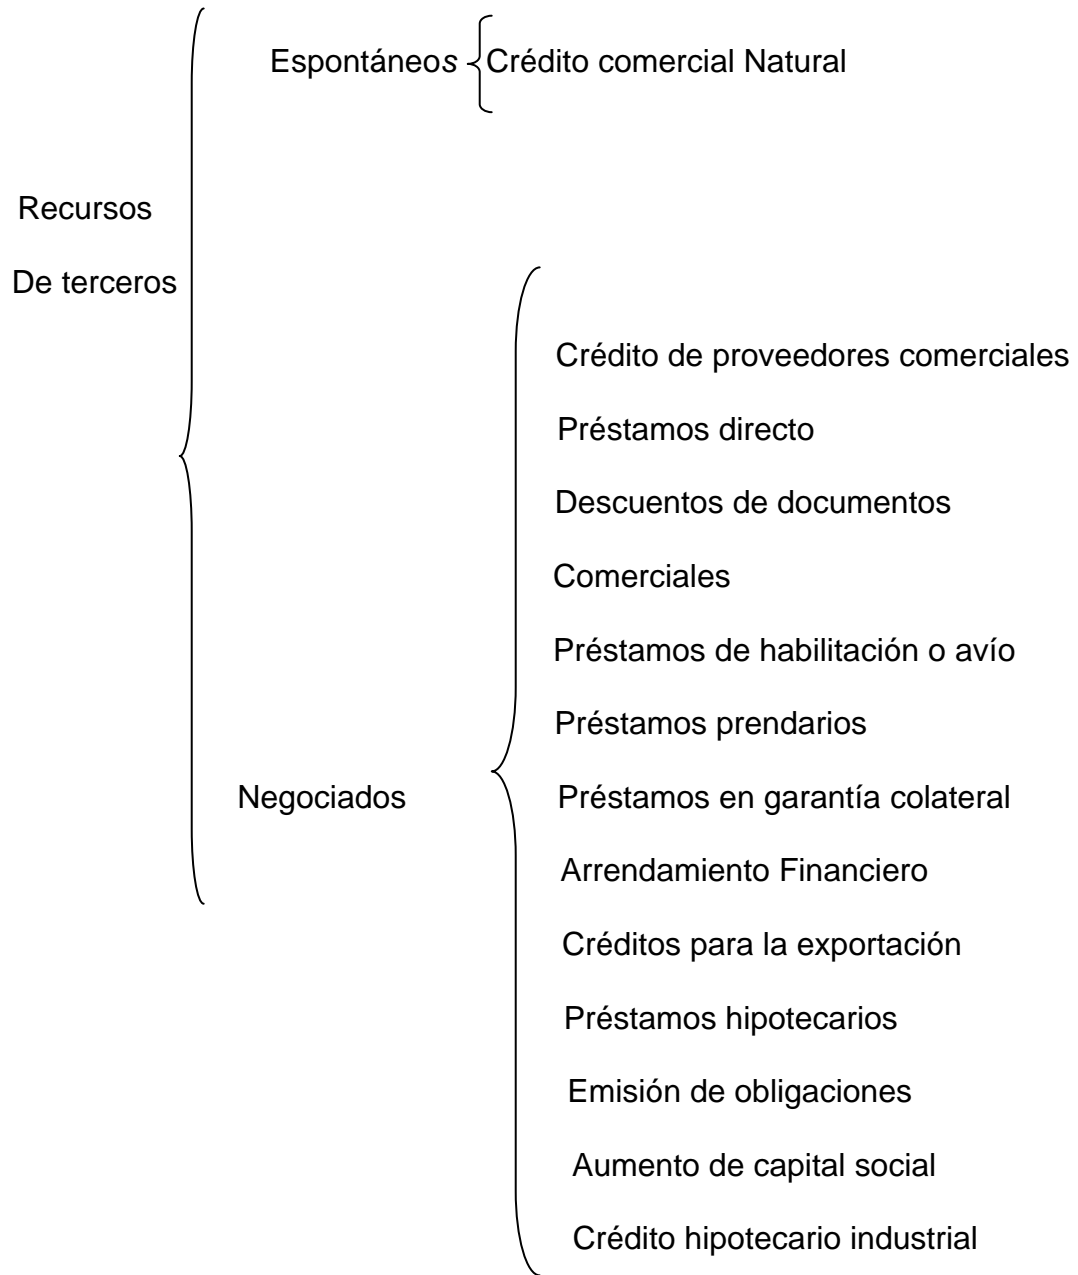 Espontáneos
Crédito comercial Natural
Recursos
De terceros
Crédito de proveedores comerciales
Préstamos directo
Descuentos de documentos
Comerciales
Préstamos de habilitación o avío
Préstamos prendarios
Negociados
Préstamos en garantía colateral
Arrendamiento Financiero
Créditos para la exportación
Préstamos hipotecarios
Emisión de obligaciones
Aumento de capital social
Crédito hipotecario industrial